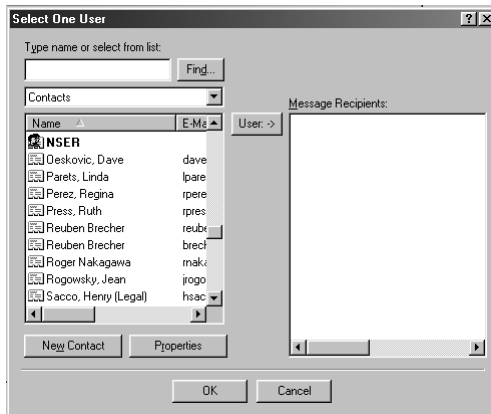 Select One User
Type name or select from list:
Find...
Contacts
Message Recipients:
Name E-Ma
User: ->
NSER
Oeskovic, Dave dave
Parets, Linda lpare
Perez, Regina rpere
Press, Ruth rpres
Reuben Brecher reube
Reuben Brecher brech
Roger Nakagawa rnaka
Rogowsky, Jean jrogo
Sacco, Henry (Legal) hsac
New Contact Properties
OK Cancel